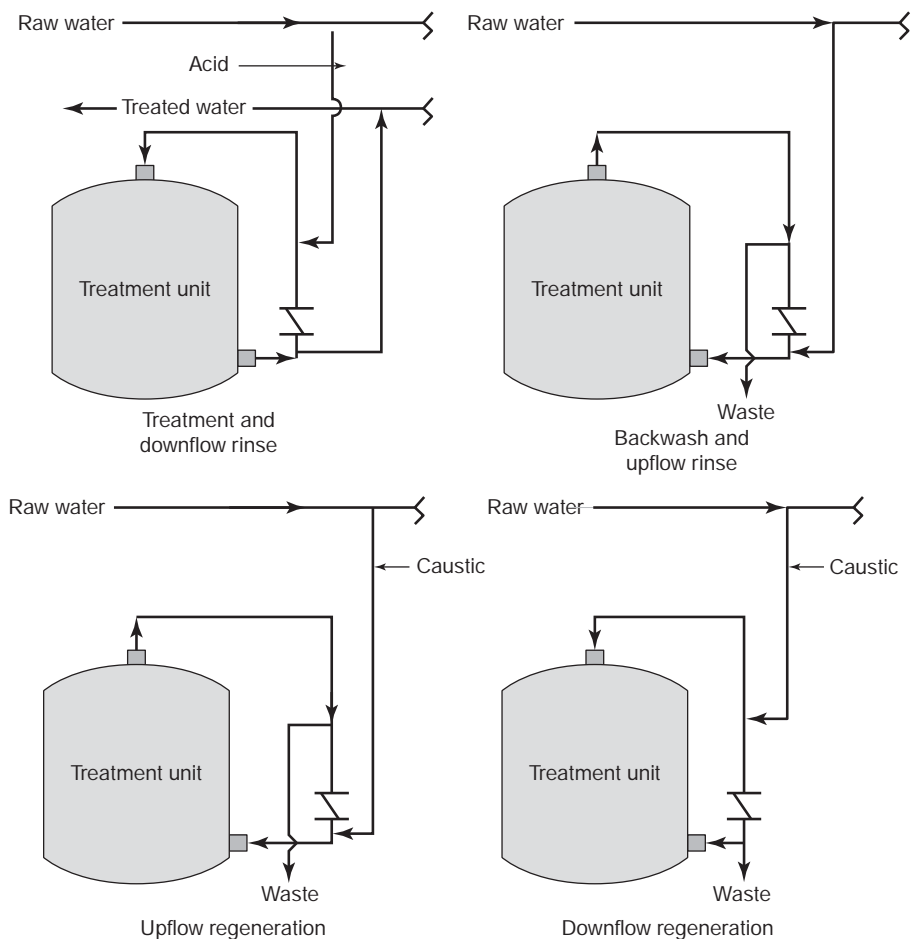 Raw water
Acid
Treated water
Treatment unit
Treatment and
downflow rinse
Raw water
Treatment unit
Waste
Backwash and
upflow rinse
Raw water
Caustic
Treatment unit
Waste
Upflow regeneration
Raw water
Caustic
Treatment unit
Waste
Downflow regeneration